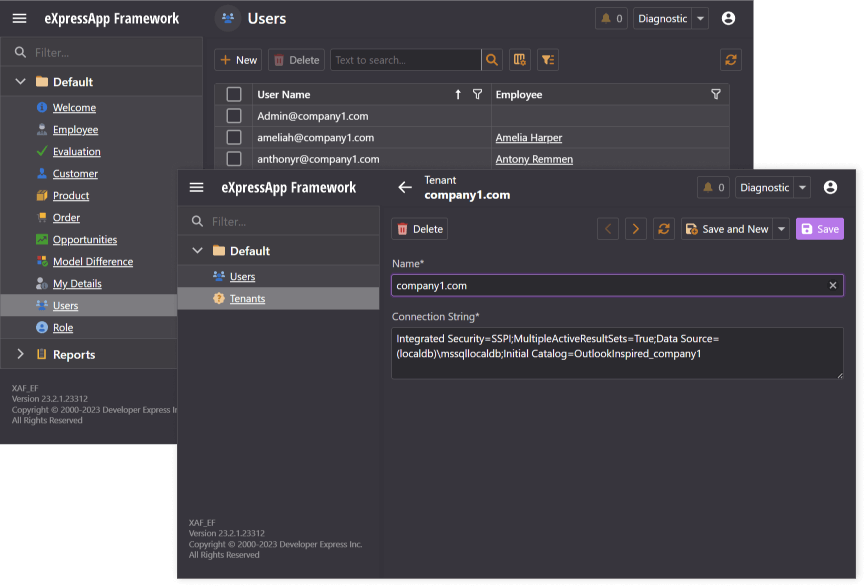 eXpressApp Framework
Users
0
Diagnostic
Filter...
New
Delete
Text to search...
Default
Welcome
Employee
Evaluation
Customer
Product
Order
Opportunities
Model Difference
My Details
Users
Role
Reports
User Name
Employee
Admin@company1.com
ameliah@company1.com
Amelia Harper
anthonyr@company1.com
Antony Remmen
XAF_EF
Version 23.2.1.23312
Copyright © 2000-2023 Developer Express
All Rights Reserved
eXpressApp Framework
Tenant
company1.com
0
Diagnostic
Filter...
Delete
Save and New
Save
Default
Users
Tenants
Name*
company1.com
Connection String*
Integrated Security=SSPI;MultipleActiveResultSets=True;Data Source=
(localdb)\mssqllocaldb;Initial Catalog=OutlookInspired_company1
XAF_EF
Version 23.2.1.23312
Copyright © 2000-2023 Developer Express Inc.
All Rights Reserved